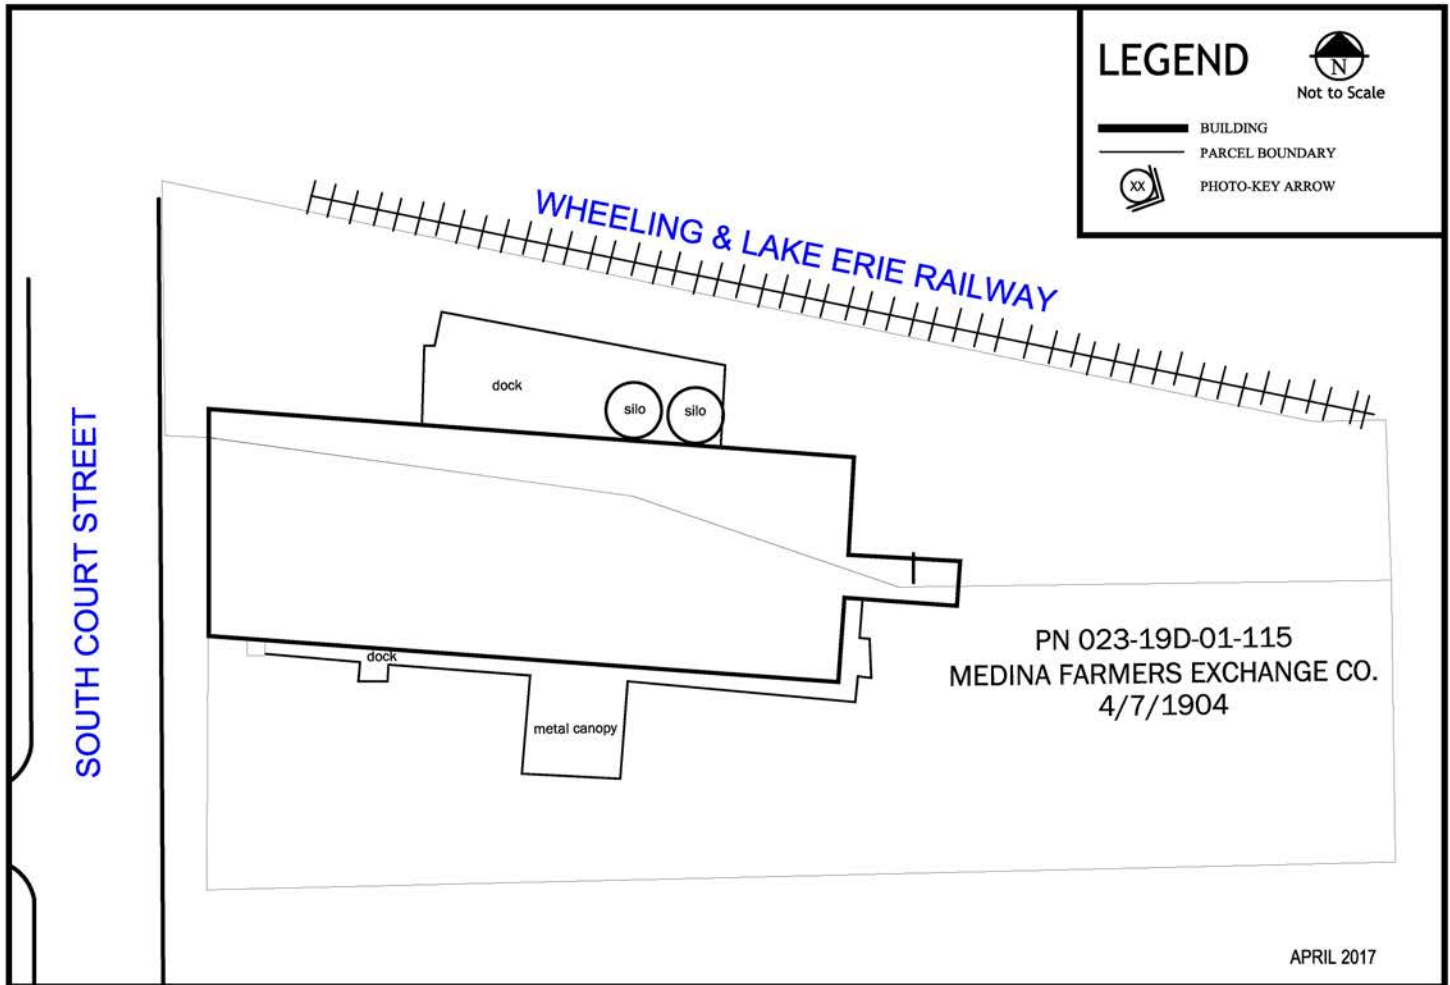 LEGEND
N
Not to Scale
BUILDING
PARCEL BOUNDARY
XX
PHOTO-KEY ARROW
WHEELING & LAKE ERIE RAILWAY
dock
silo
silo
SOUTH COURT STREET
dock
metal canopy
PN 023-19D-01-115
MEDINA FARMERS EXCHANGE CO.
4/7/1904
APRIL 2017